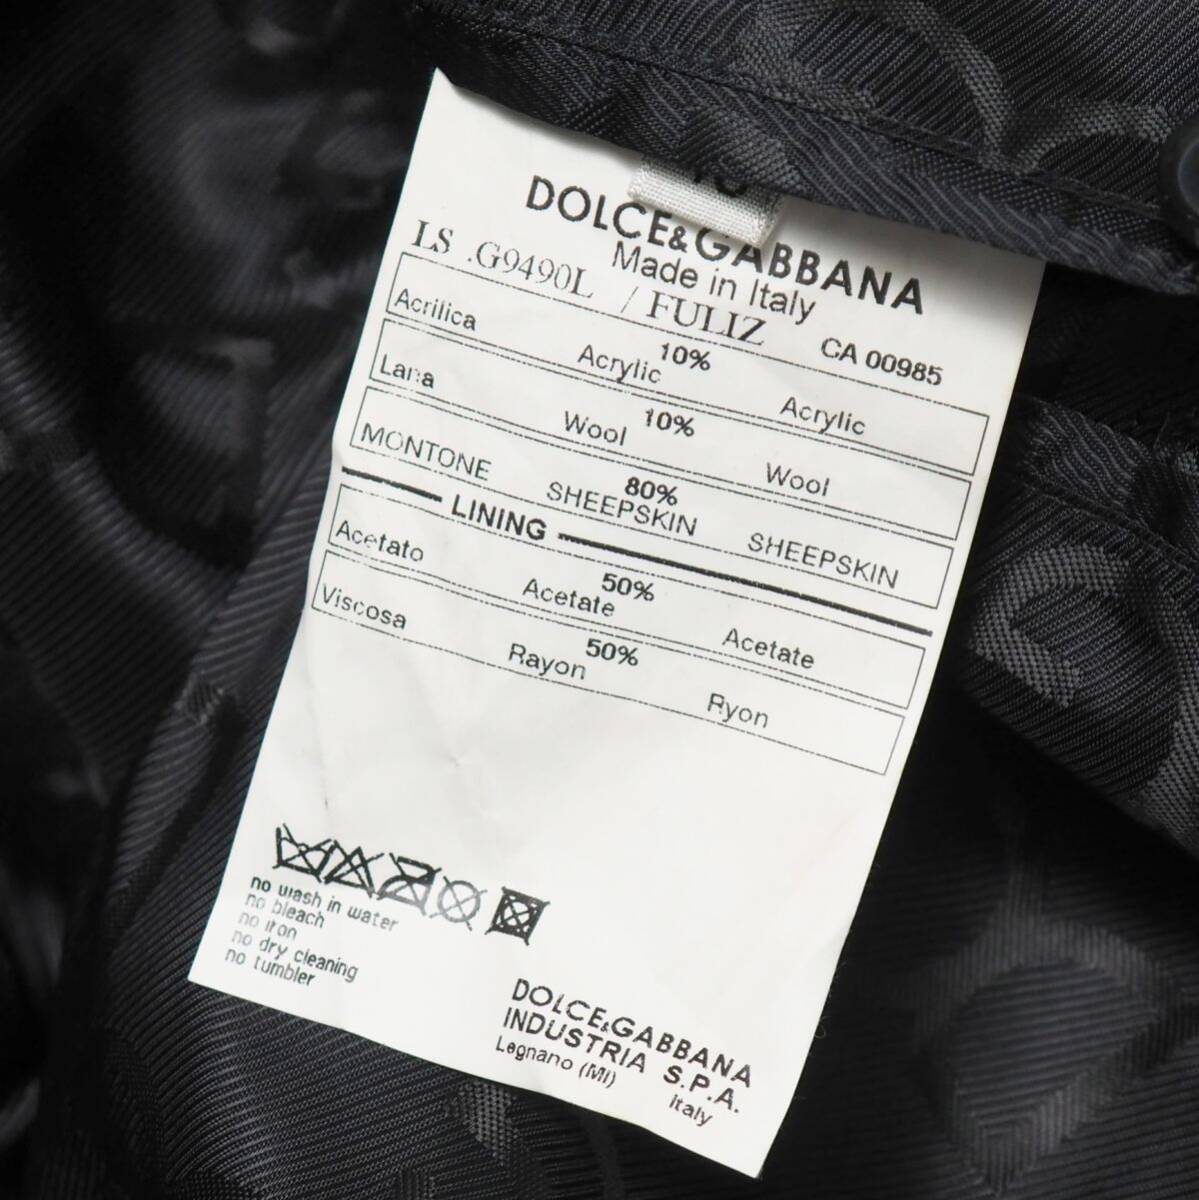 DOLCE&GABBANA
Made in Italy
LS .G9490L / FULIZ
CA 00985
Acrilica 10%
Acrylic Acrylic
Lana 10%
Wool Wool
MONTONE 80%
SHEEPSKIN SHEEPSKIN
LINING
Acetato 50%
Acetate Acetate
Viscosa 50%
Rayon Ryon
no wash in water
no bleach
no iron
no dry cleaning
no tumbler
DOLCE&GABBANA
INDUSTRIA S.P.A.
Legnano (MI)
Italy